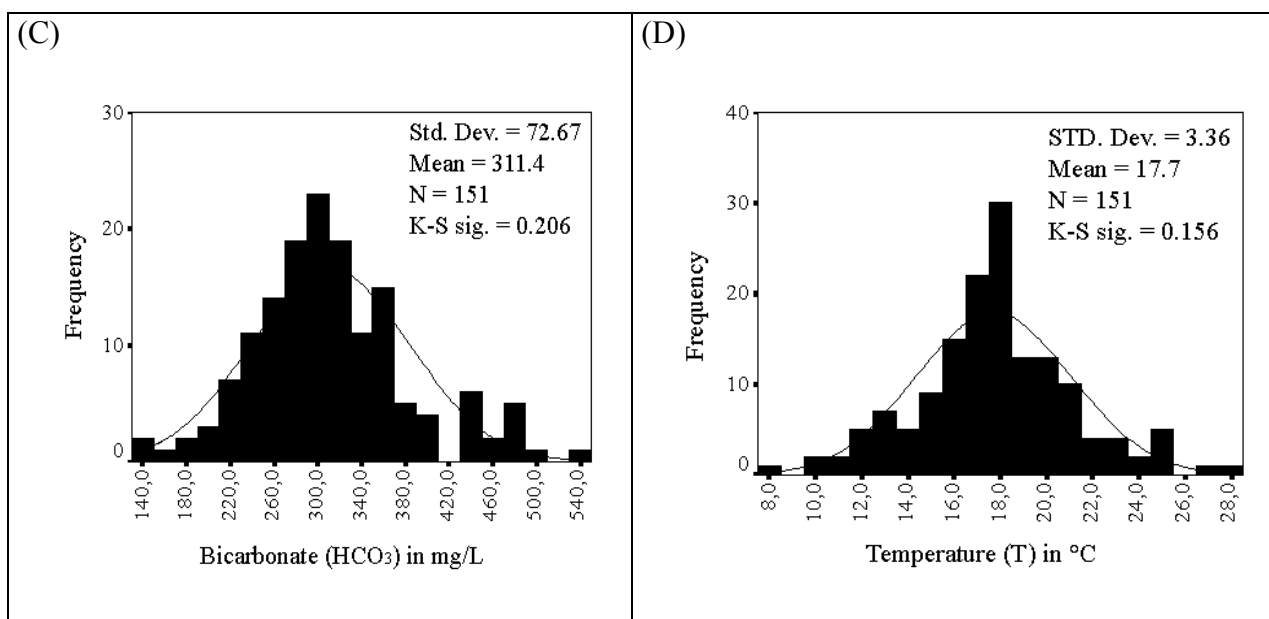 (C)
30
20
10
0
Frequency
Std. Dev. = 72.67
Mean = 311.4
N = 151
K-S sig. = 0.206
140,0
180,0
220,0
260,0
300,0
340,0
380,0
420,0
460,0
500,0
540,0
Bicarbonate (HCO₃) in mg/L
(D)
40
30
20
10
0
Frequency
STD. Dev. = 3.36
Mean = 17.7
N = 151
K-S sig. = 0.156
8,0
10,0
12,0
14,0
16,0
18,0
20,0
22,0
24,0
26,0
28,0
Temperature (T) in °C